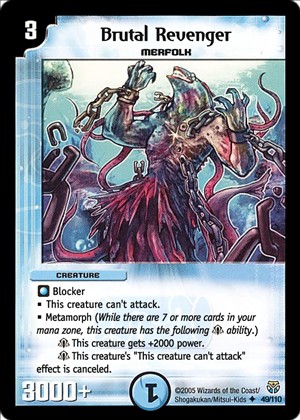 3
Brutal Revenger
MERFOLK
CREATURE
Blocker
▪ This creature can't attack.
▪ Metamorph (While there are 7 or more cards in your
mana zone, this creature has the following ability.)
This creature gets +2000 power.
This creature's "This creature can't attack"
effect is canceled.
3000+
1
©2005 Wizards of the Coast/
Shogakukan/Mitsui-Kids ♦ 49/110